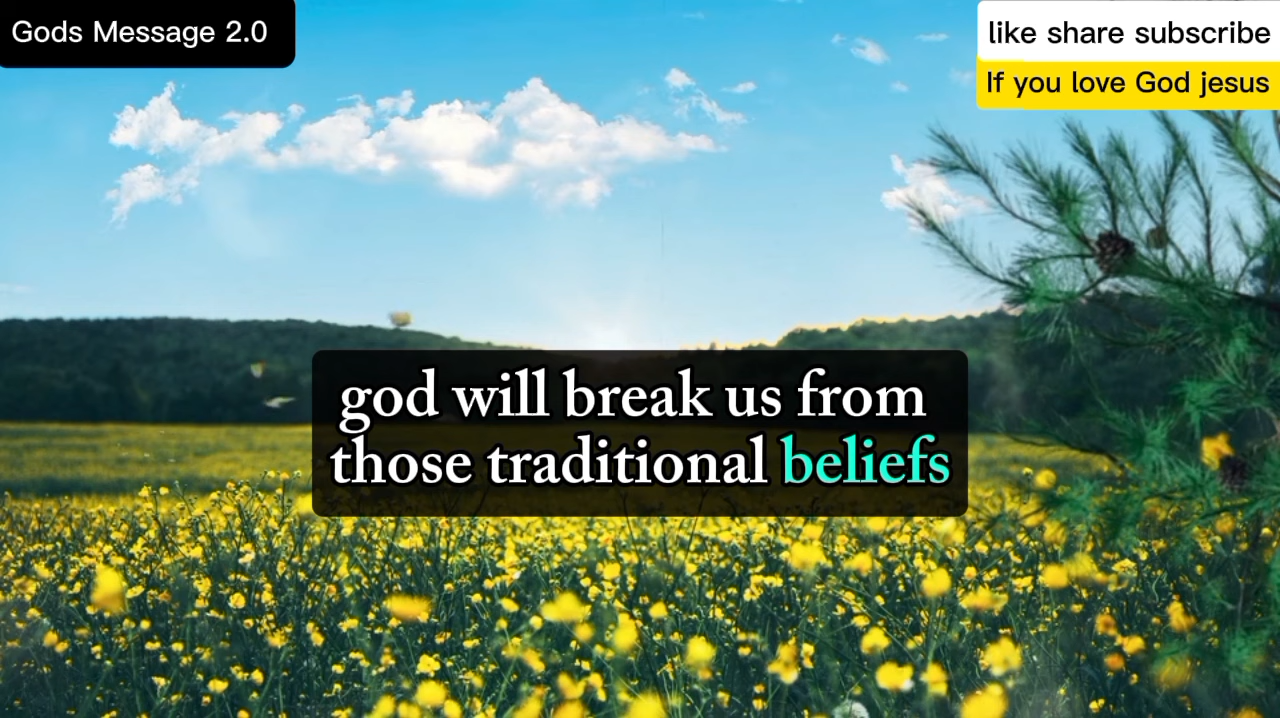 Gods Message 2.0
like share subscribe
If you love God jesus
god will break us from
those traditional beliefs